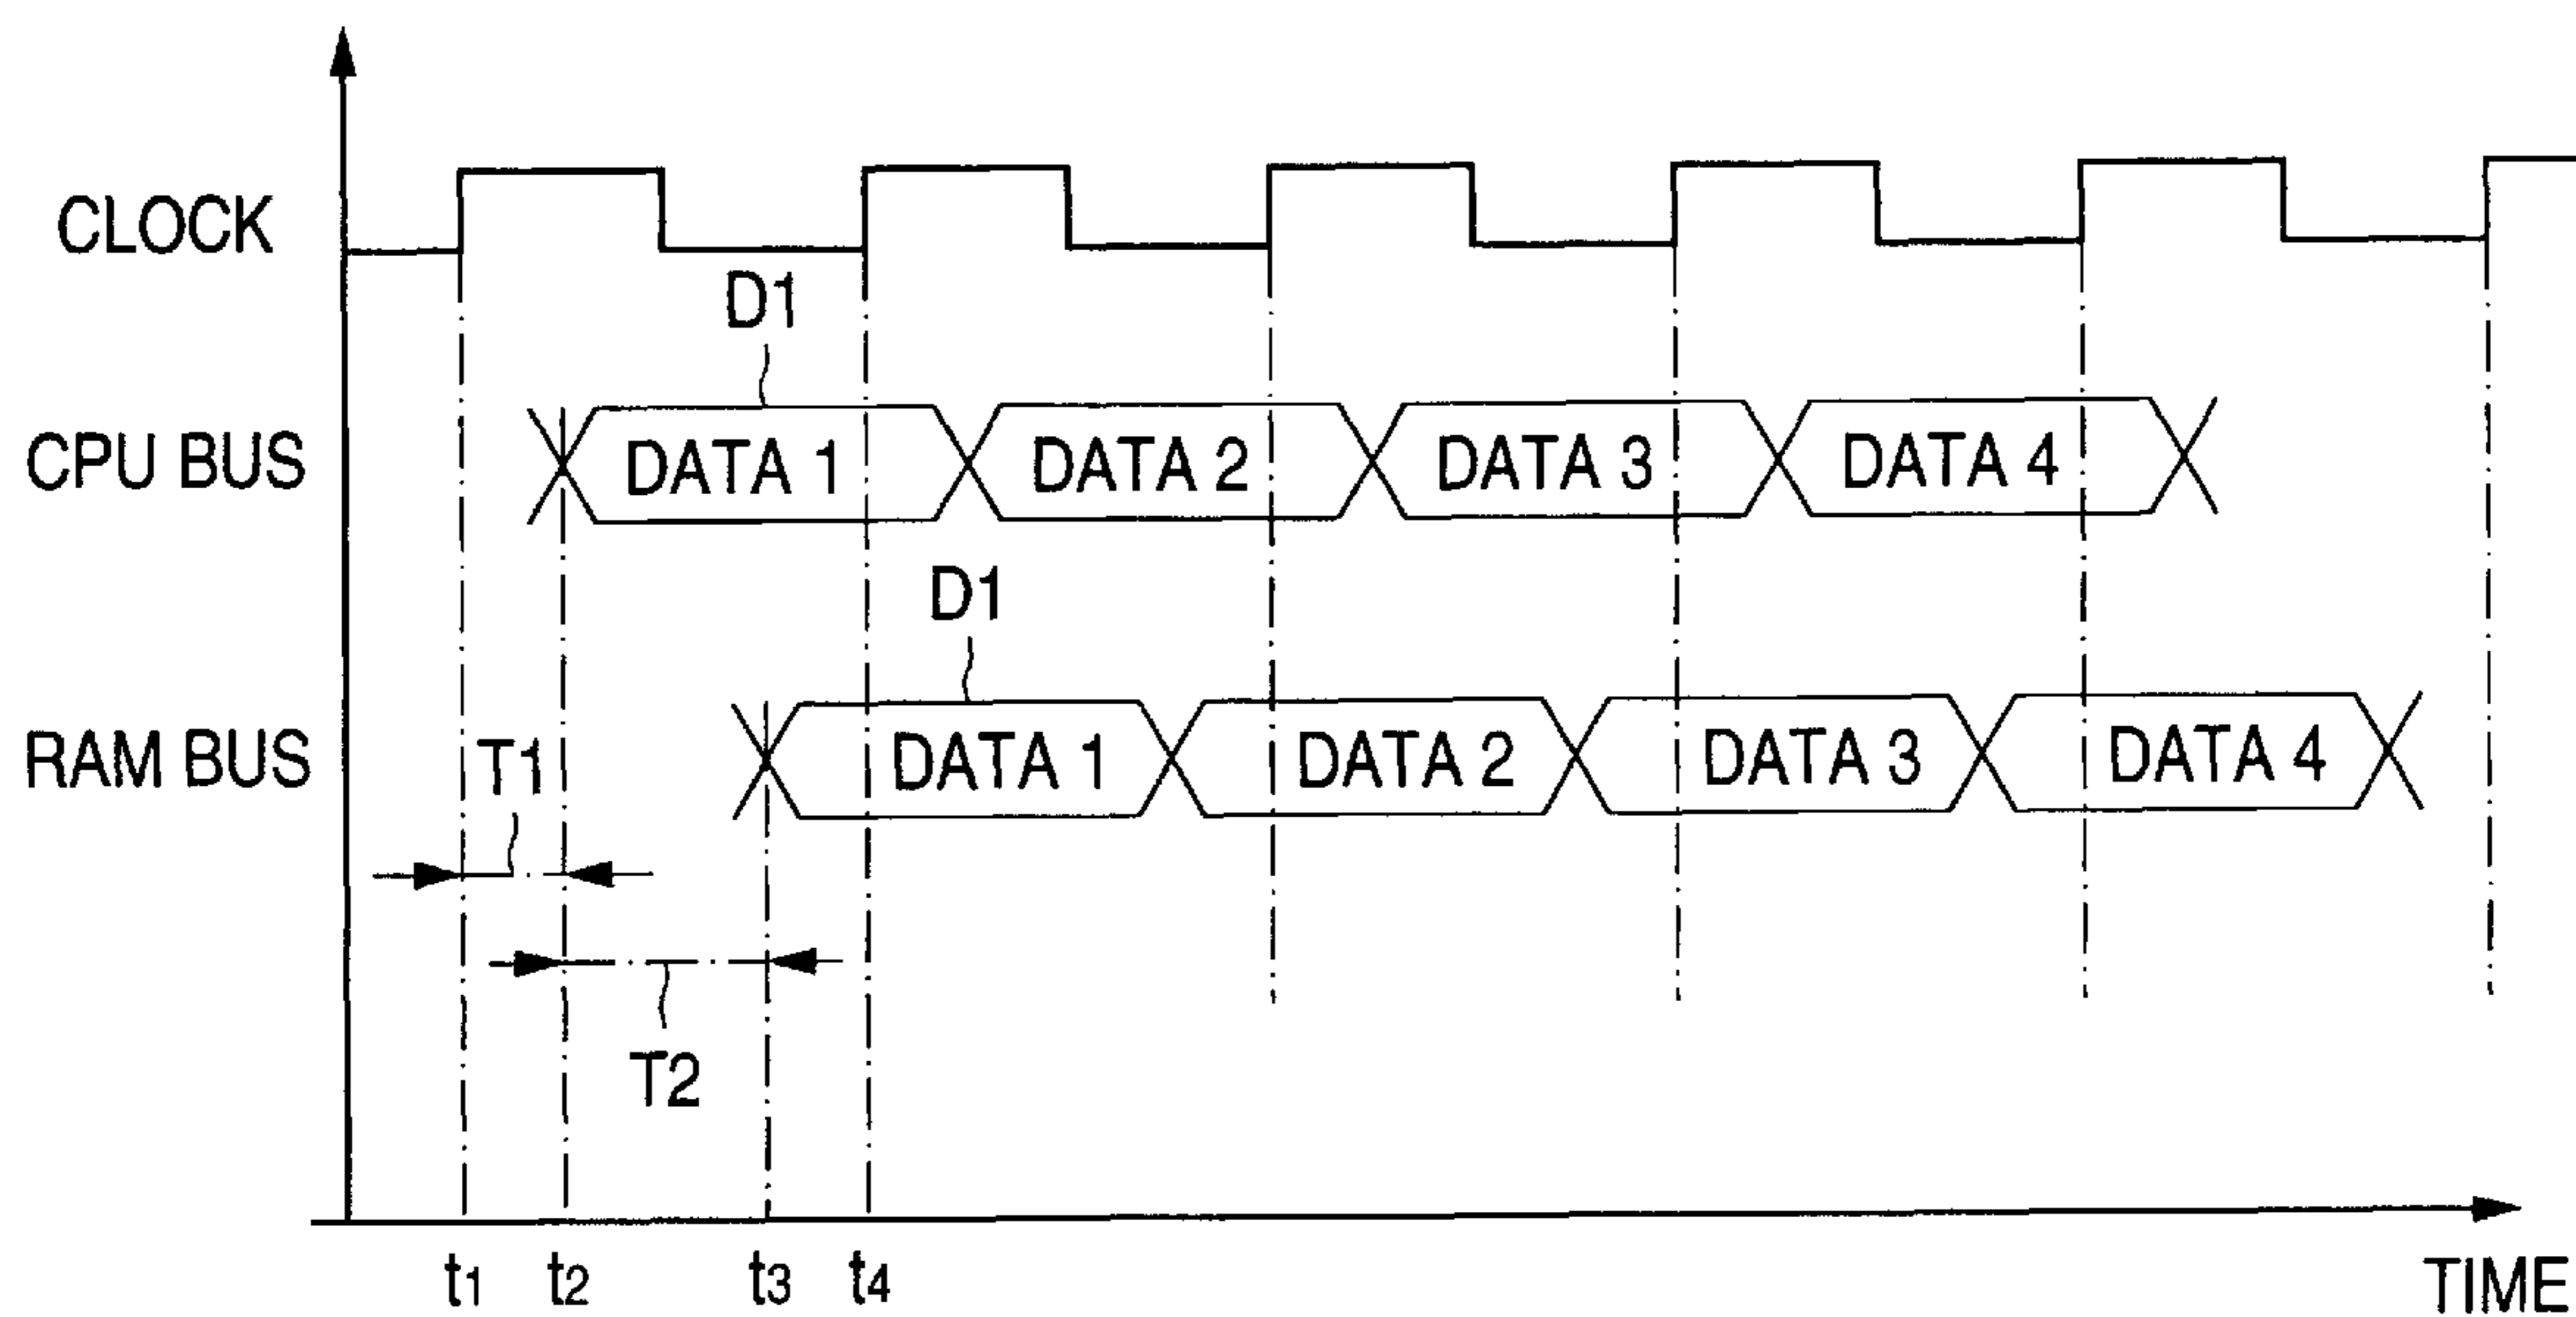 CLOCK
D1
CPU BUS
DATA 1
DATA 2
DATA 3
DATA 4
D1
RAM BUS
DATA 1
DATA 2
DATA 3
DATA 4
T1
T2
t1
t2
t3
t4
TIME